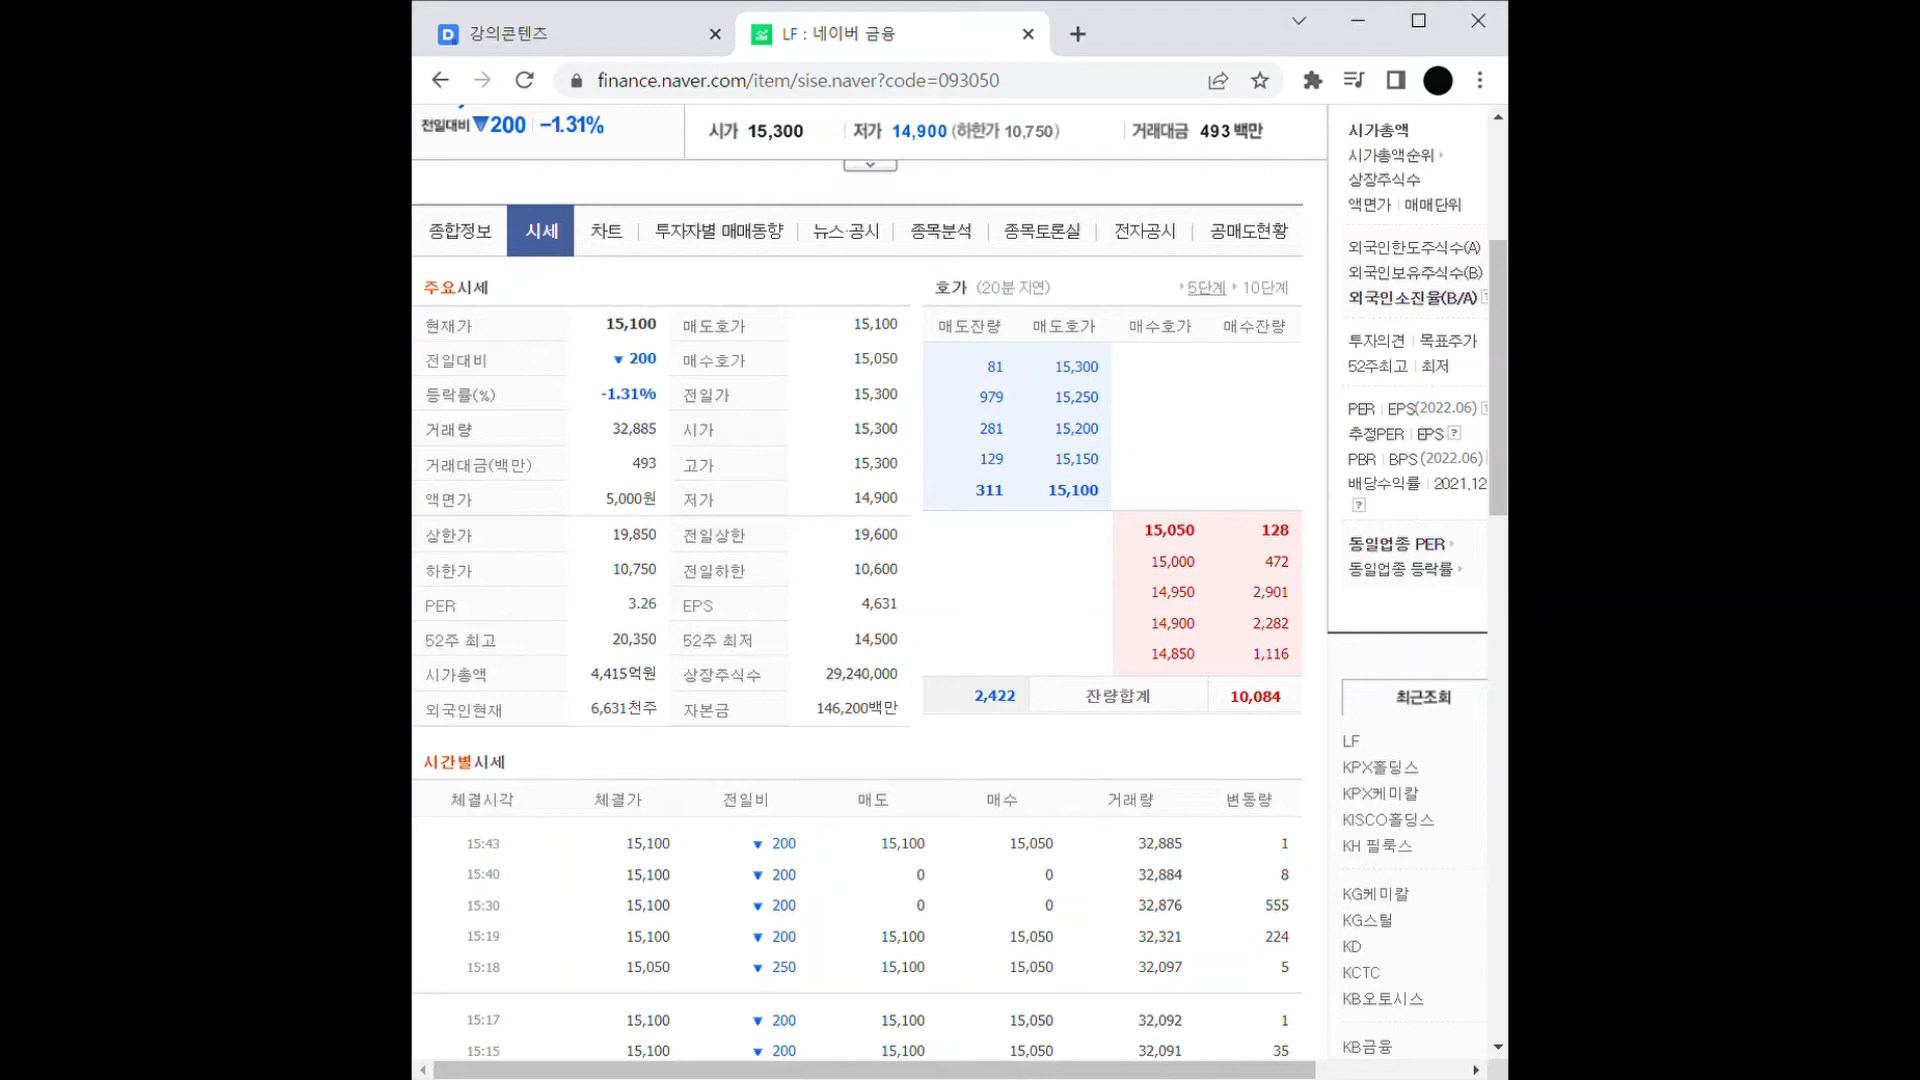 강의콘텐츠
LF : 네이버 금융
finance.naver.com/item/sise.naver?code=093050
전일대비 ▼200 -1.31%
시가 15,300 저가 14,900 (하한가 10,750) 거래대금 493 백만
종합정보 시세 차트 투자자별 매매동향 뉴스·공시 종목분석 종목토론실 전자공시 공매도현황
주요시세
현재가 15,100 매도호가 15,100
전일대비 ▼ 200 매수호가 15,050
등락률(%) -1.31% 전일가 15,300
거래량 32,885 시가 15,300
거래대금(백만) 493 고가 15,300
액면가 5,000원 저가 14,900
상한가 19,850 전일상한 19,600
하한가 10,750 전일하한 10,600
PER 3.26 EPS 4,631
52주 최고 20,350 52주 최저 14,500
시가총액 4,415억원 상장주식수 29,240,000
외국인현재 6,631천주 자본금 146,200백만
호가 (20분 지연) 5단계 10단계
매도잔량 매도호가 매수호가 매수잔량
81 15,300
979 15,250
281 15,200
129 15,150
311 15,100
15,050 128
15,000 472
14,950 2,901
14,900 2,282
14,850 1,116
2,422 잔량합계 10,084
시간별시세
체결시각 체결가 전일비 매도 매수 거래량 변동량
15:43 15,100 ▼ 200 15,100 15,050 32,885 1
15:40 15,100 ▼ 200 0 0 32,884 8
15:30 15,100 ▼ 200 0 0 32,876 555
15:19 15,100 ▼ 200 15,100 15,050 32,321 224
15:18 15,050 ▼ 250 15,100 15,050 32,097 5
15:17 15,100 ▼ 200 15,100 15,050 32,092 1
15:15 15,100 ▼ 200 15,100 15,050 32,091 35
시가총액
시가총액순위
상장주식수
액면가 매매단위
외국인한도주식수(A)
외국인보유주식수(B)
외국인소진율(B/A) ?
투자의견 목표주가
52주최고 최저
PER EPS(2022.06) ?
추정PER EPS ?
PBR BPS (2022.06)
배당수익률 2021.12
?
동일업종 PER
동일업종 등락률
최근조회
LF
KPX홀딩스
KPX케미칼
KISCO홀딩스
KH 필룩스
KG케미칼
KG스틸
KD
KCTC
KB오토시스
KB금융